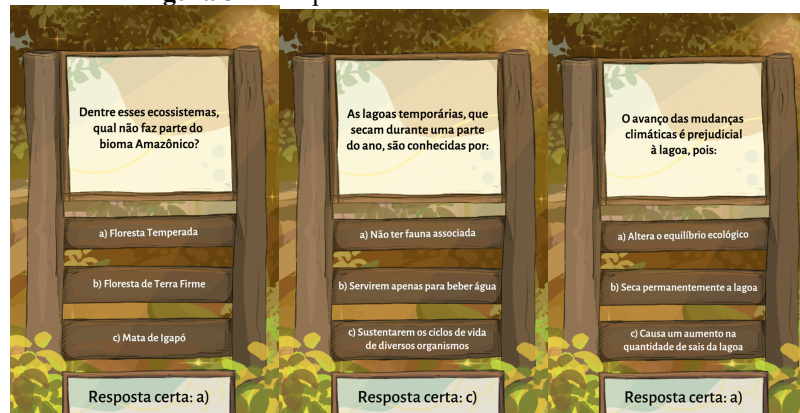 Dentre esses ecossistemas,
qual não faz parte do
bioma Amazônico?
a) Floresta Temperada
b) Floresta de Terra Firme
c) Mata de Igapó
Resposta certa: a)
As lagoas temporárias, que
secam durante uma parte
do ano, são conhecidas por:
a) Não ter fauna associada
b) Servirem apenas para beber água
c) Sustentarem os ciclos de vida
de diversos organismos
Resposta certa: c)
O avanço das mudanças
climáticas é prejudicial
à lagoa, pois:
a) Altera o equilíbrio ecológico
b) Seca permanentemente a lagoa
c) Causa um aumento na
quantidade de sais da lagoa
Resposta certa: a)